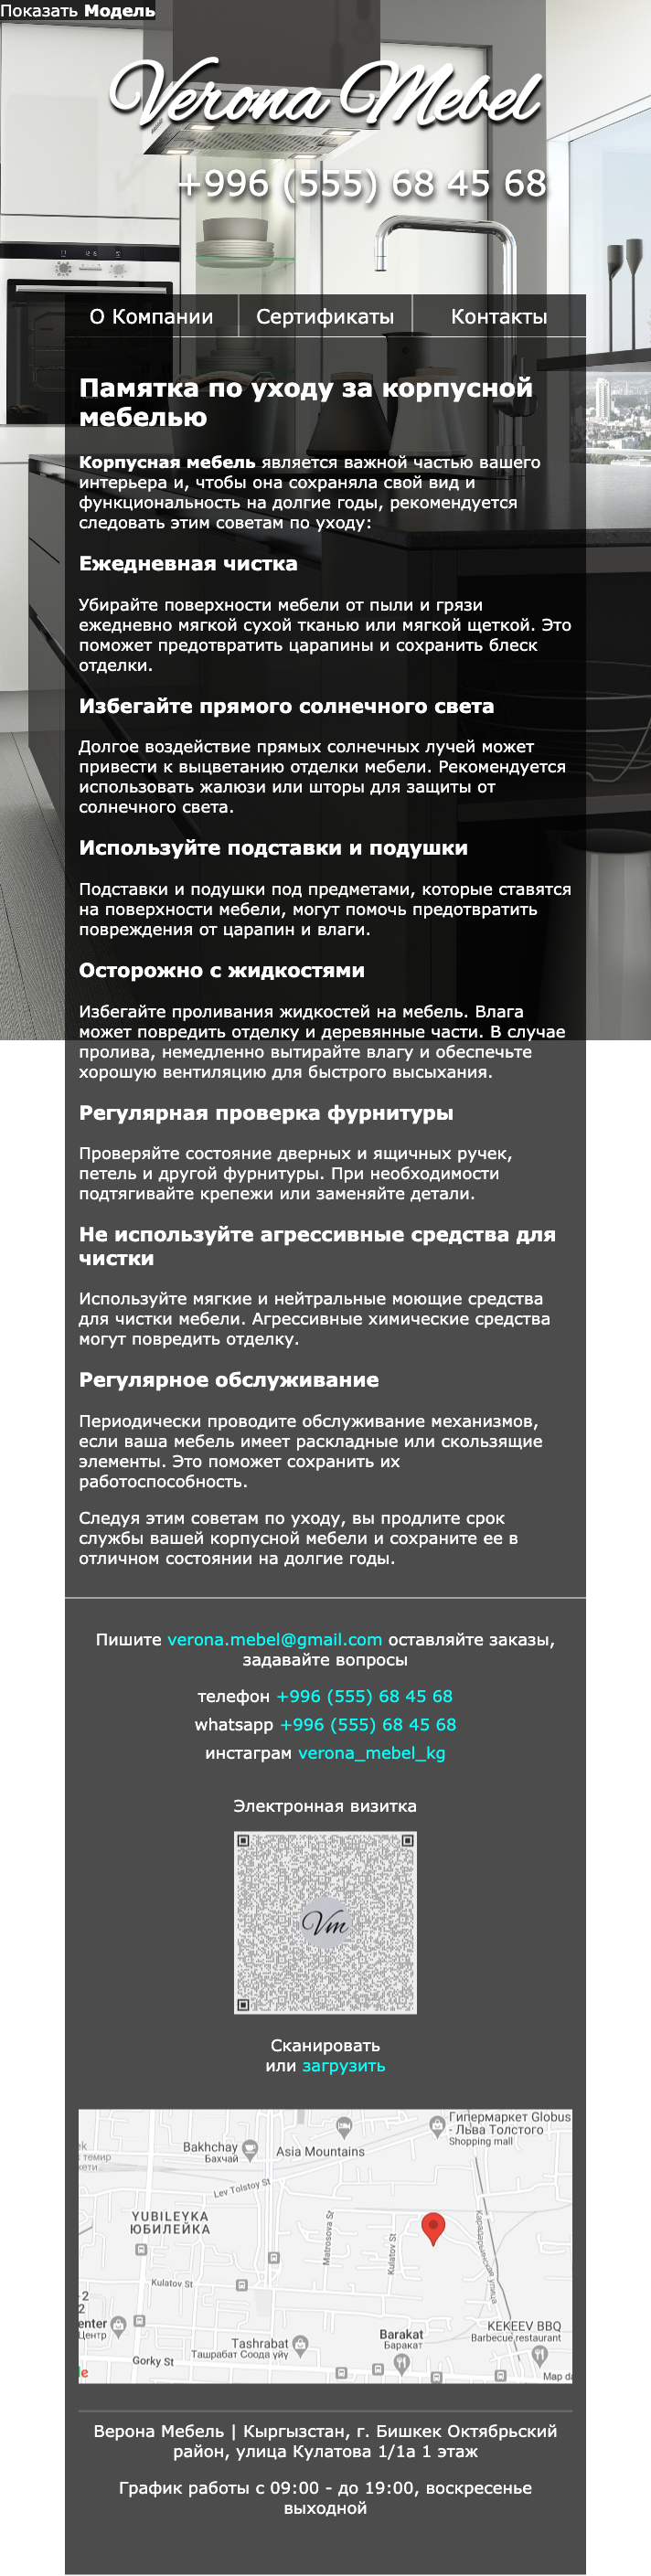 Показать Модель
Verona Mebel
+996 (555) 68 45 68
О Компании
Сертификаты
Контакты
Памятка по уходу за корпусной
мебелью
Корпусная мебель является важной частью вашего
интерьера и, чтобы она сохраняла свой вид и
функциональность на долгие годы, рекомендуется
следовать этим советам по уходу:
Ежедневная чистка
Убирайте поверхности мебели от пыли и грязи
ежедневно мягкой сухой тканью или мягкой щеткой. Это
поможет предотвратить царапины и сохранить блеск
отделки.
Избегайте прямого солнечного света
Долгое воздействие прямых солнечных лучей может
привести к выцветанию отделки мебели. Рекомендуется
использовать жалюзи или шторы для защиты от
солнечного света.
Используйте подставки и подушки
Подставки и подушки под предметами, которые ставятся
на поверхности мебели, могут помочь предотвратить
повреждения от царапин и влаги.
Осторожно с жидкостями
Избегайте проливания жидкостей на мебель. Влага
может повредить отделку и деревянные части. В случае
пролива, немедленно вытирайте влагу и обеспечьте
хорошую вентиляцию для быстрого высыхания.
Регулярная проверка фурнитуры
Проверяйте состояние дверных и ящичных ручек,
петель и другой фурнитуры. При необходимости
подтягивайте крепежи или заменяйте детали.
Не используйте агрессивные средства для
чистки
Используйте мягкие и нейтральные моющие средства
для чистки мебели. Агрессивные химические средства
могут повредить отделку.
Регулярное обслуживание
Периодически проводите обслуживание механизмов,
если ваша мебель имеет раскладные или скользящие
элементы. Это поможет сохранить их
работоспособность.
Следуя этим советам по уходу, вы продлите срок
службы вашей корпусной мебели и сохраните ее в
отличном состоянии на долгие годы.
Пишите verona.mebel@gmail.com оставляйте заказы,
задавайте вопросы
телефон +996 (555) 68 45 68
whatsapp +996 (555) 68 45 68
инстаграм verona_mebel_kg
Электронная визитка
Vm
Сканировать
или загрузить
Гипермаркет Globus
- Льва Толстого
Shopping mall
Bakhchay
Бахчай
Asia Mountains
Lev Tolstoy St
YUBILEYKA
ЮБИЛЕЙКА
Matrosova St
Kulatov St
Kulatov St
KEKEEV BBQ
Barbecue restaurant
Barakat
Баракат
Tashrabat
Ташрабат Соода үйү
Gorky St
Верона Мебель | Кыргызстан, г. Бишкек Октябрьский
район, улица Кулатова 1/1а 1 этаж
График работы с 09:00 - до 19:00, воскресенье
выходной